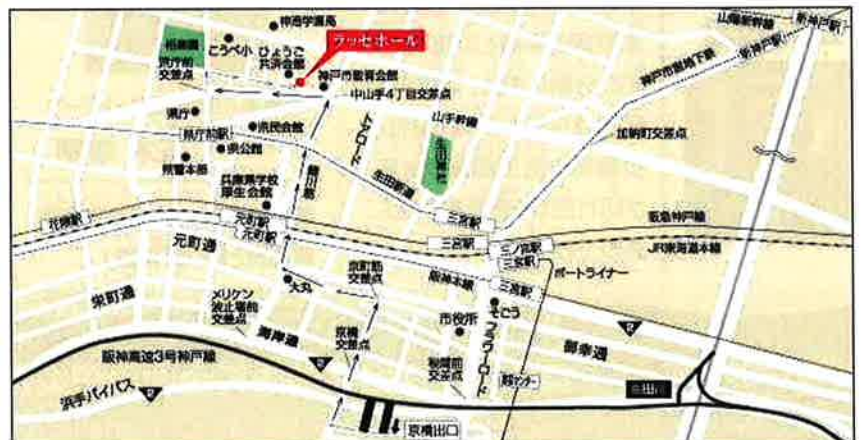 神港学園高
山陽新幹線
新神戸駅
相楽園
こうべ小
ひょうご
共済会館
ラッセホール
県庁前
交差点
神戸市教育会館
中山手4丁目交差点
神戸市営地下鉄
新神戸駅
県庁
県民会館
県庁前駅
県公館
県警本部
トアロード
山手幹線
加納町交差点
生田神社
兵庫県学校
厚生会館
鯉川筋
生田新道
三宮駅
花隈駅
元町駅
元町駅
阪急神戸線
三宮駅
三ノ宮駅
三宮駅
JR東海道本線
元町通
ポートライナー
京町筋
交差点
阪神本線
三宮駅
大丸
栄町通
メリケン
波止場前
交差点
そごう
市役所
フラワーロード
海岸通
京橋
交差点
2
御幸通
阪神高速3号神戸線
2
税関前
交差点
浜手バイパス
2
生田川
京橋出口